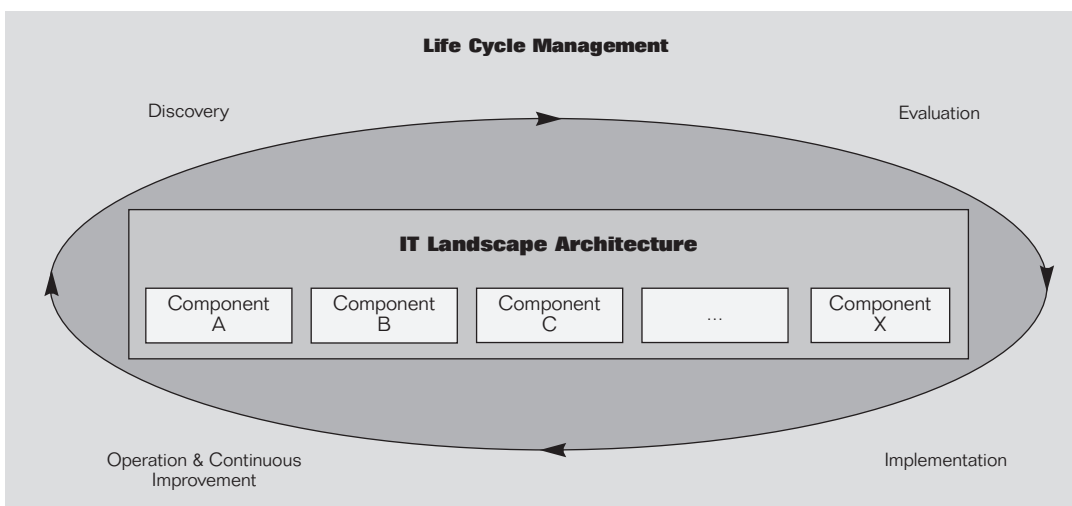 Life Cycle Management
Discovery
Evaluation
IT Landscape Architecture
Component
A
Component
B
Component
C
...
Component
X
Operation & Continuous
Improvement
Implementation